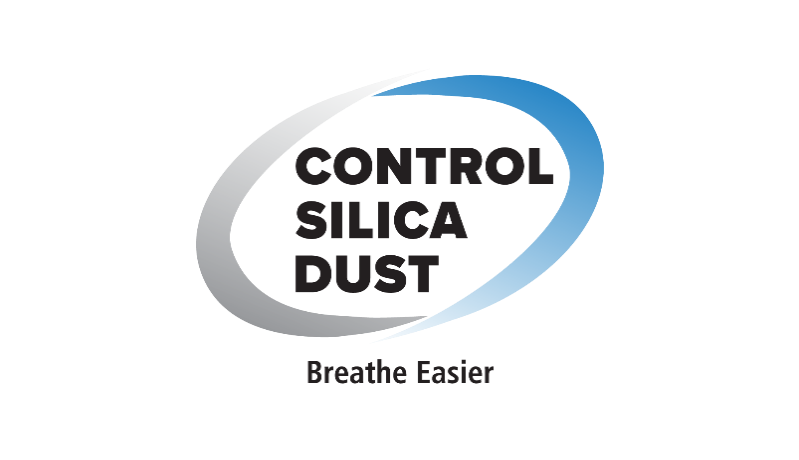 CONTROL
SILICA
DUST
Breathe Easier